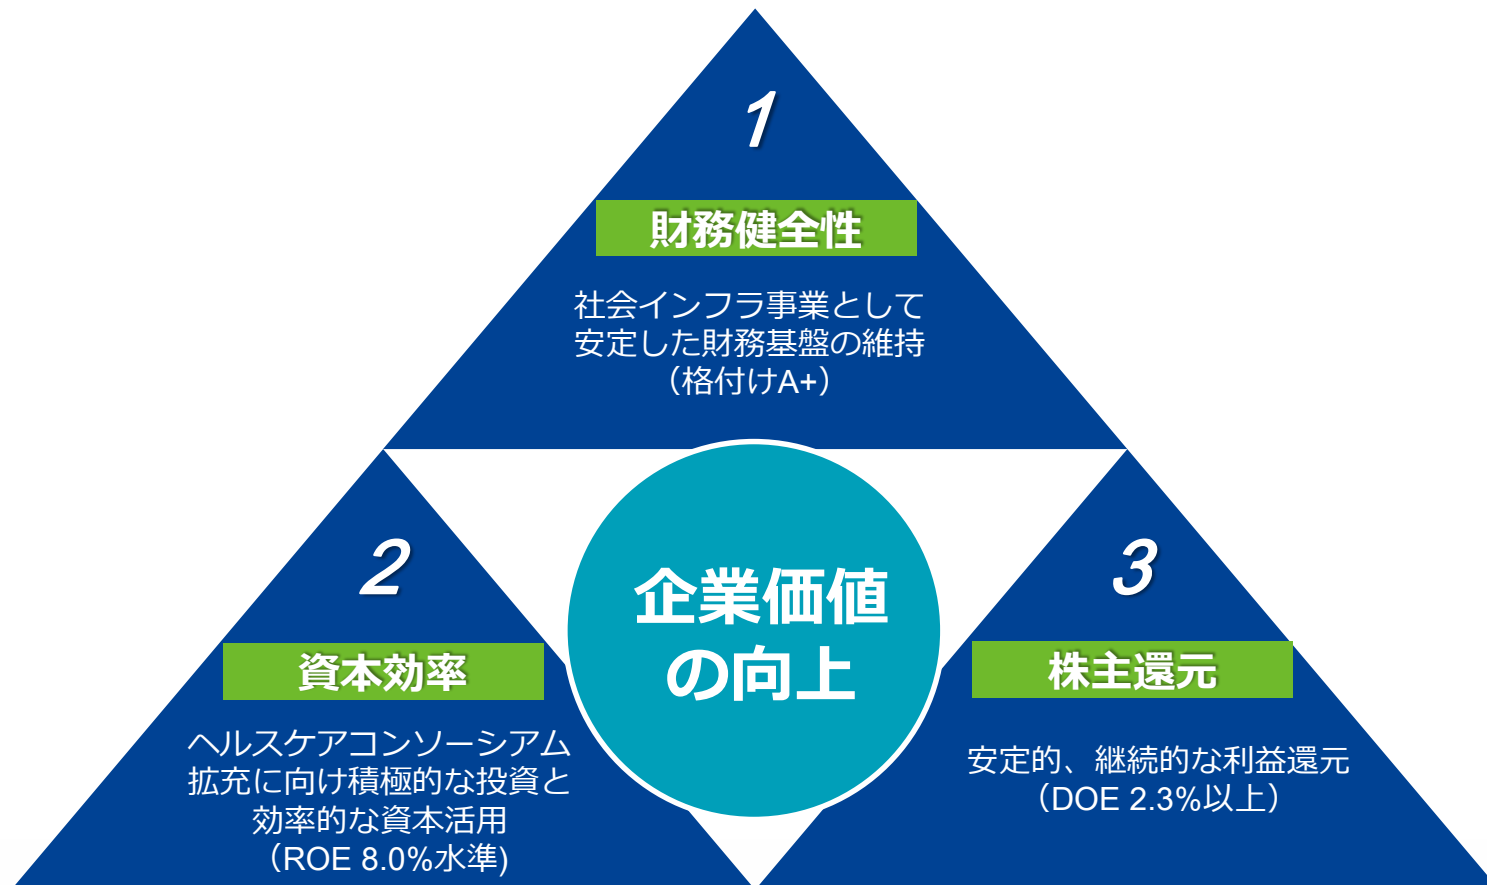 1
財務健全性
社会インフラ事業として
安定した財務基盤の維持
（格付けA+）
企業価値
の向上
2
資本効率
ヘルスケアコンソーシアム
拡充に向け積極的な投資と
効率的な資本活用
（ROE 8.0%水準)
3
株主還元
安定的、継続的な利益還元
（DOE 2.3%以上）